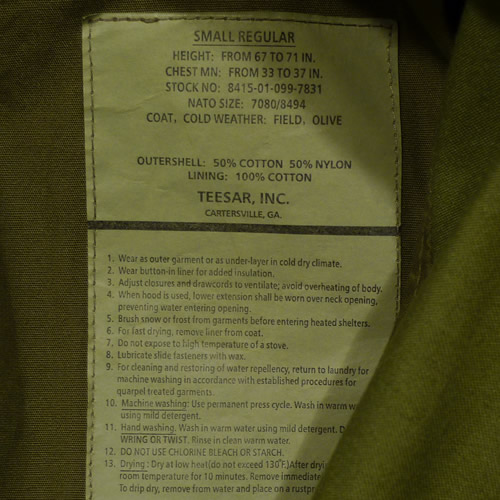 SMALL REGULAR
HEIGHT: FROM 67 TO 71 IN.
CHEST MN: FROM 33 TO 37 IN.
STOCK NO: 8415-01-099-7831
NATO SIZE: 7080/8494
COAT, COLD WEATHER: FIELD, OLIVE
OUTERSHELL: 50% COTTON 50% NYLON
LINING: 100% COTTON
TEESAR, INC.
CARTERSVILLE, GA.
1. Wear as outer garment or as under-layer in cold dry climate.
2. Wear button-in liner for added insulation.
3. Adjust closures and drawcords to ventilate; avoid overheating of body.
4. When hood is used, lower extension shall be worn over neck opening,
preventing water entering opening.
5. Brush snow or frost from garments before entering heated shelters.
6. For fast drying, remove liner from coat.
7. Do not expose to high temperature of a stove.
8. Lubricate slide fasteners with wax.
9. For cleaning and restoring of water repellency, return to laundry for
machine washing in accordance with established procedures for
quarpel treated garments.
10. Machine washing: Use permanent press cycle. Wash in warm w
using mild detergent.
11. Hand washing. Wash in warm water using mild detergent. D
WRING OR TWIST. Rinse in clean warm water.
12. DO NOT USE CHLORINE BLEACH OR STARCH.
13. Drying: Dry at low heat(do not exceed 130°F.)After dryi
room temperature for 10 minutes. Remove immediat
To drip dry, remove from water and place on a rustp